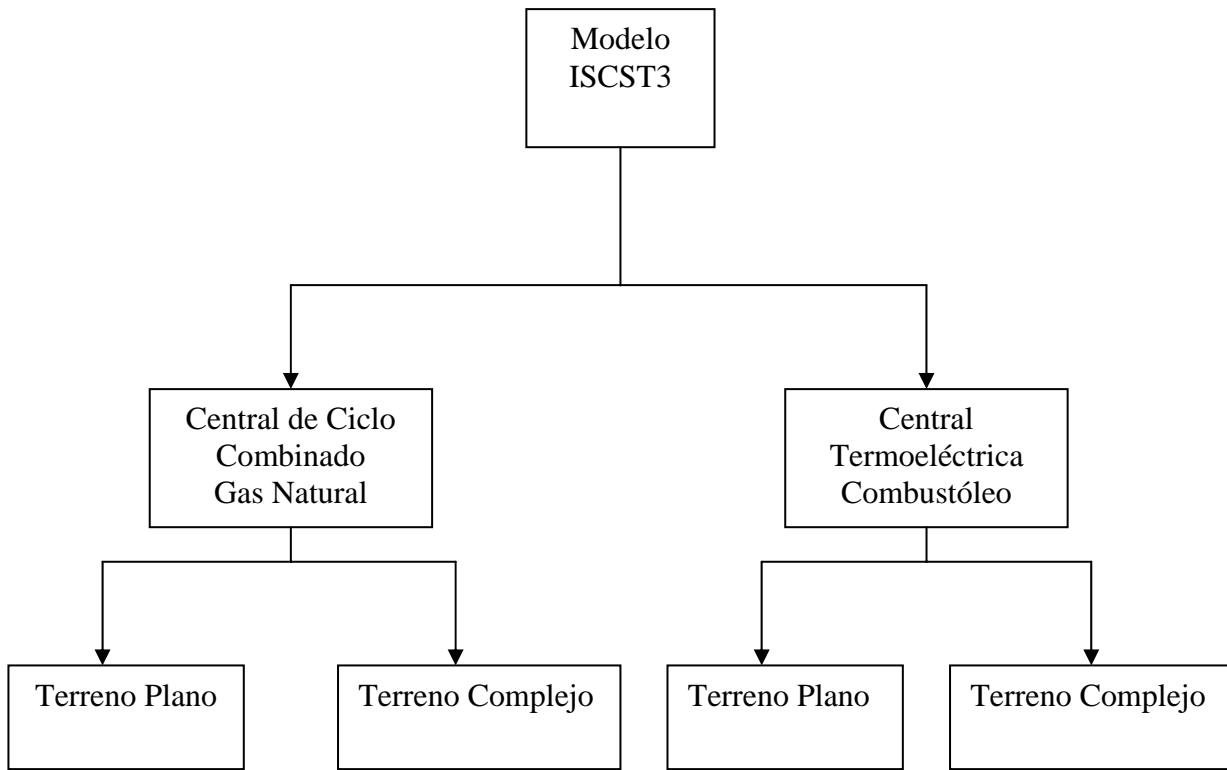 Modelo
ISCST3
Central de Ciclo
Combinado
Gas Natural
Central
Termoeléctrica
Combustóleo
Terreno Plano
Terreno Complejo
Terreno Plano
Terreno Complejo